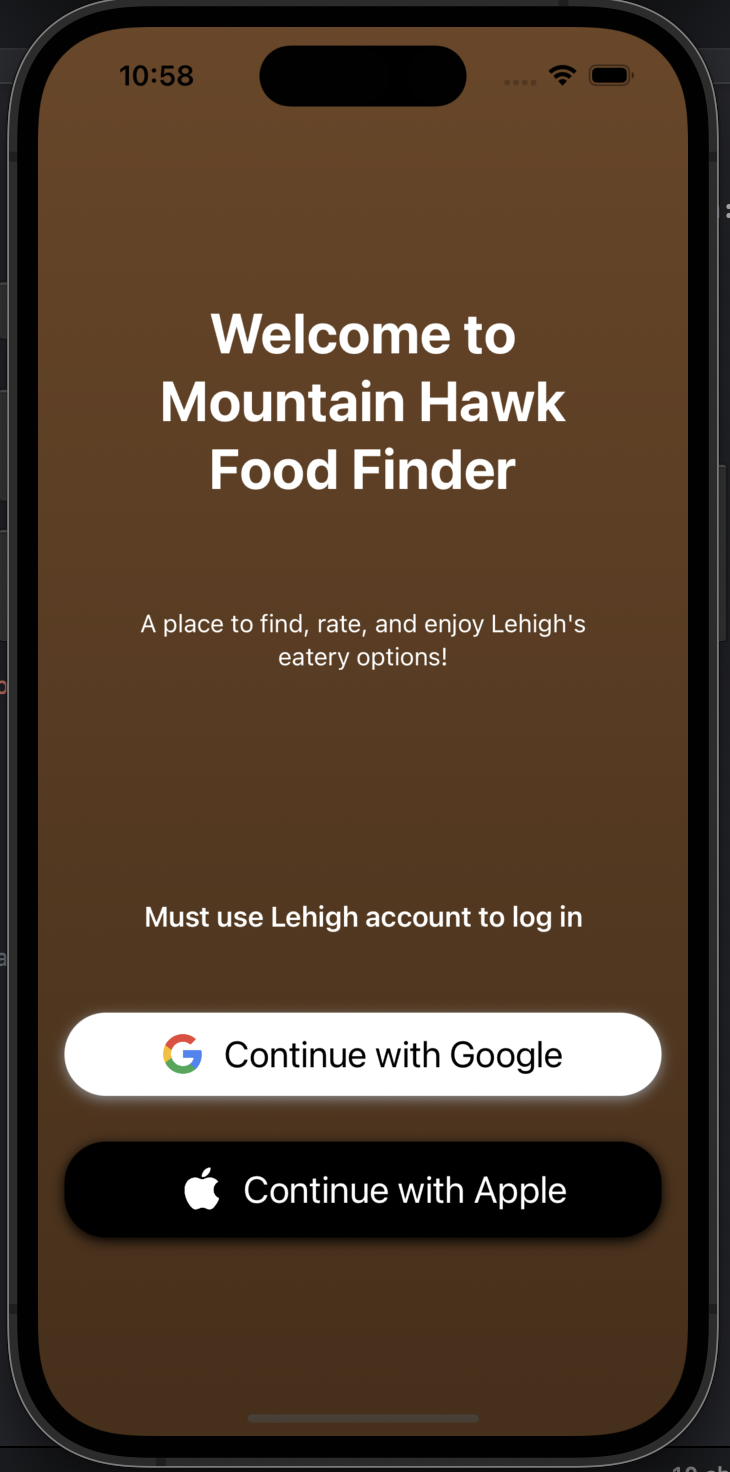 10:58
Welcome to
Mountain Hawk
Food Finder
A place to find, rate, and enjoy Lehigh's
eatery options!
Must use Lehigh account to log in
Continue with Google
Continue with Apple